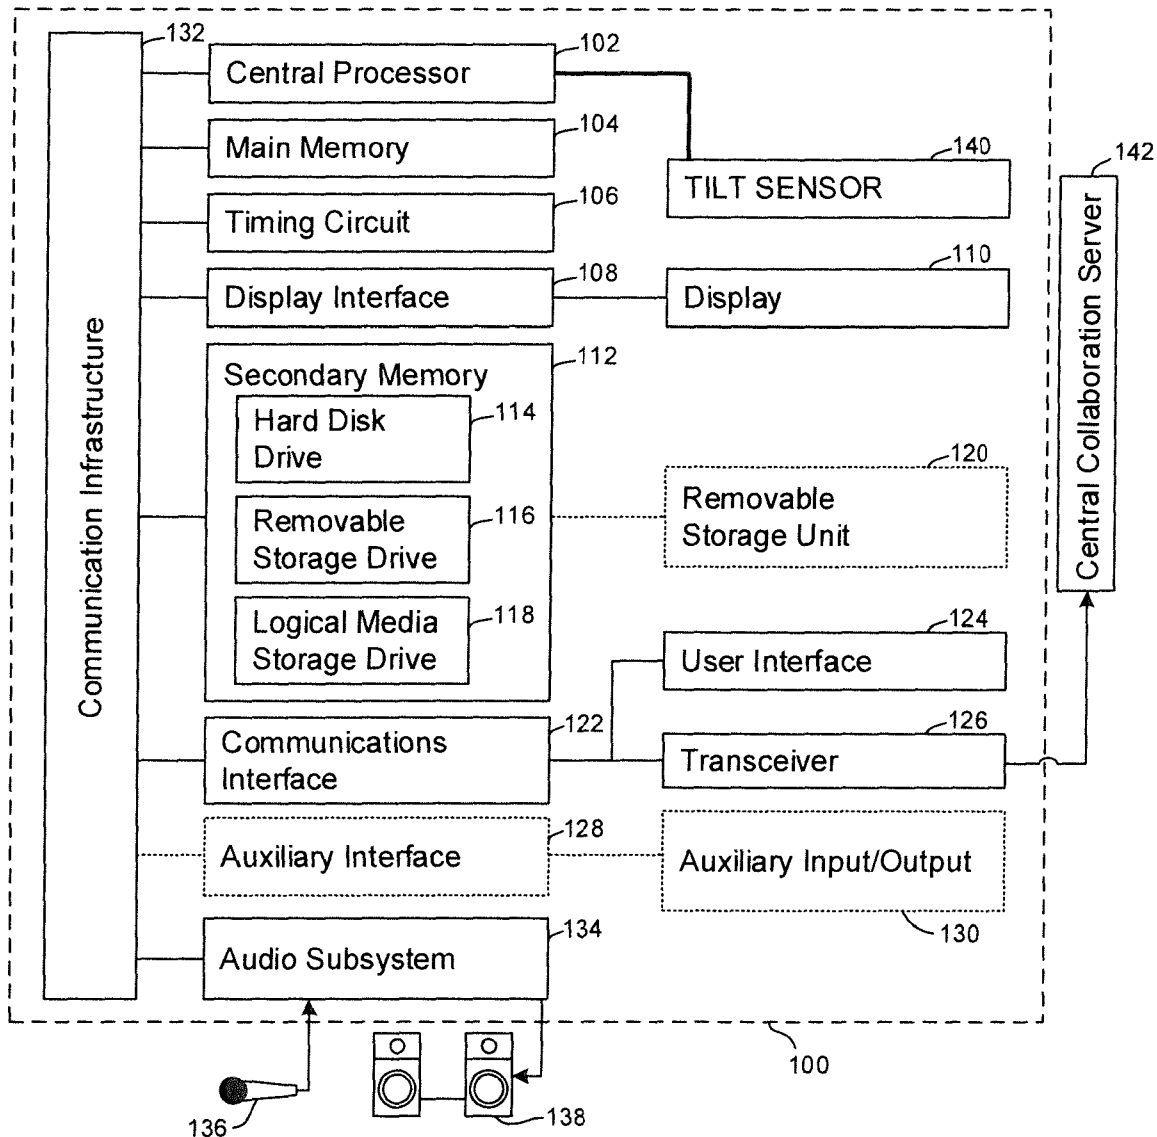 132
102
Central Processor
104
Main Memory
140
TILT SENSOR
142
Central Collaboration Server
106
Timing Circuit
108
Display Interface
110
Display
Communication Infrastructure
112
Secondary Memory
114
Hard Disk
Drive
116
Removable
Storage Drive
120
Removable
Storage Unit
118
Logical Media
Storage Drive
124
User Interface
122
Communications
Interface
126
Transceiver
128
Auxiliary Interface
Auxiliary Input/Output
130
134
Audio Subsystem
100
136
138